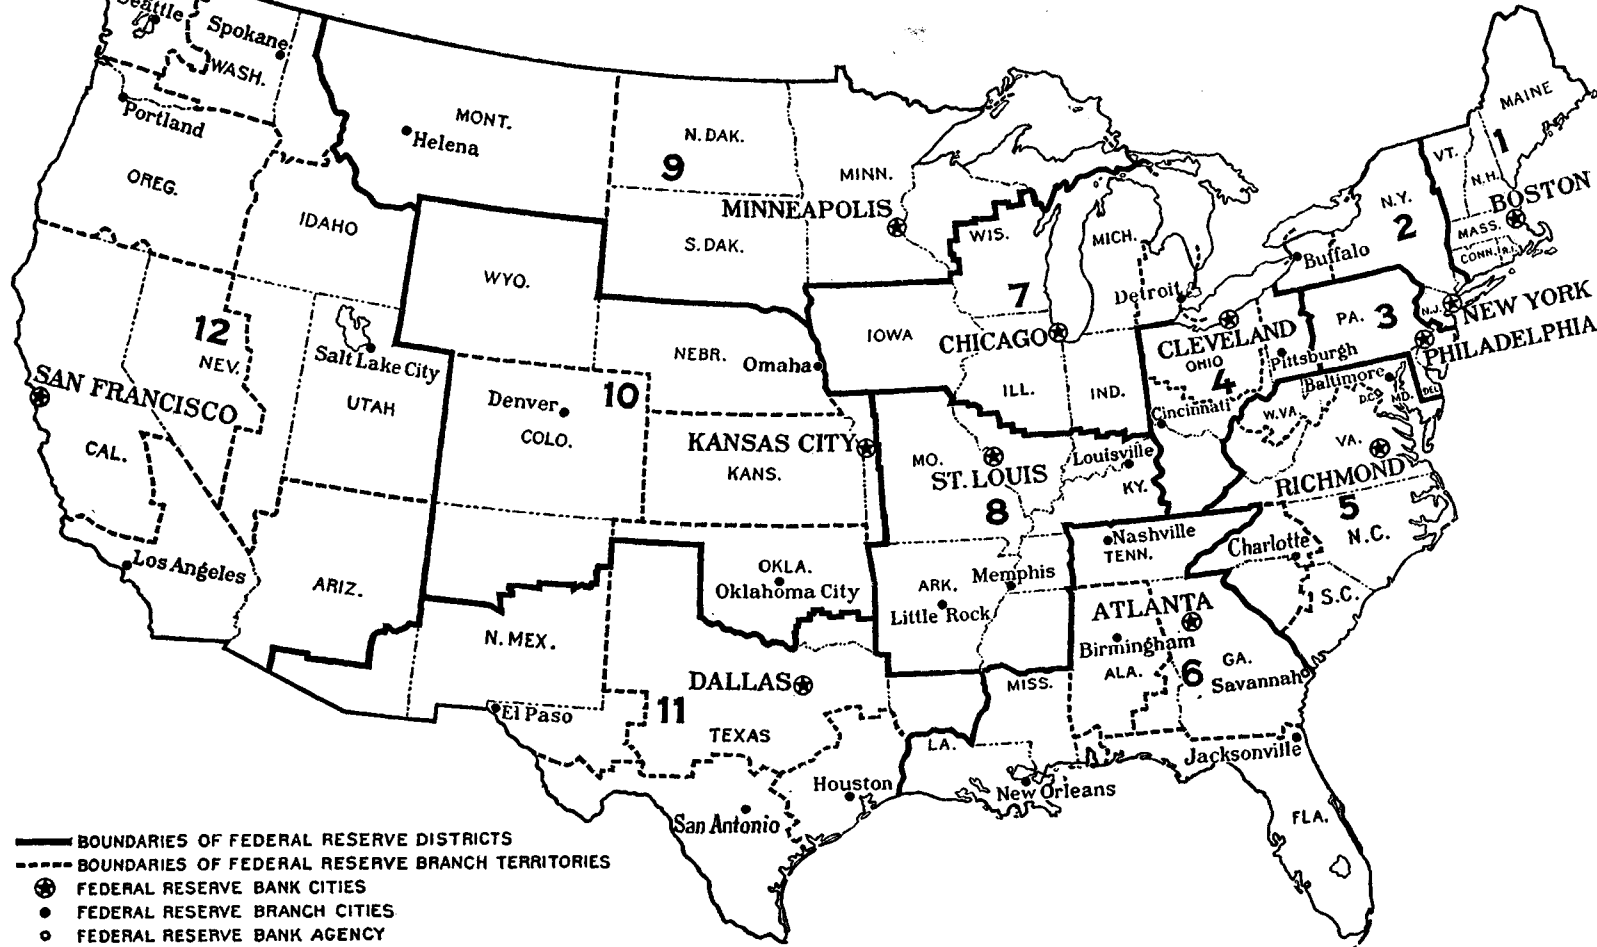 Seattle
Spokane
WASH.
Portland
OREG.
IDAHO
MONT.
Helena
WYO.
N. DAK.
9
S. DAK.
MINN.
MINNEAPOLIS
WIS.
MICH.
7
Detroit
CHICAGO
IOWA
ILL.
IND.
MAINE
1
VT.
N.H.
BOSTON
MASS.
CONN.
R.I.
N.Y.
2
Buffalo
NEW YORK
N.J.
PA.
3
PHILADELPHIA
CLEVELAND
OHIO
4
Pittsburgh
Cincinnati
Baltimore
D.C.
MD.
DEL.
W.VA.
VA.
RICHMOND
5
N.C.
Charlotte
S.C.
12
NEV.
SAN FRANCISCO
CAL.
Los Angeles
Salt Lake City
UTAH
ARIZ.
10
Denver
COLO.
NEBR.
Omaha
KANSAS CITY
KANS.
OKLA.
Oklahoma City
MO.
ST. LOUIS
8
Louisville
KY.
ARK.
Memphis
Little Rock
Nashville
TENN.
ATLANTA
Birmingham
ALA.
6
GA.
Savannah
Jacksonville
FLA.
MISS.
LA.
New Orleans
N. MEX.
El Paso
DALLAS
11
TEXAS
Houston
San Antonio
BOUNDARIES OF FEDERAL RESERVE DISTRICTS
BOUNDARIES OF FEDERAL RESERVE BRANCH TERRITORIES
FEDERAL RESERVE BANK CITIES
FEDERAL RESERVE BRANCH CITIES
FEDERAL RESERVE BANK AGENCY